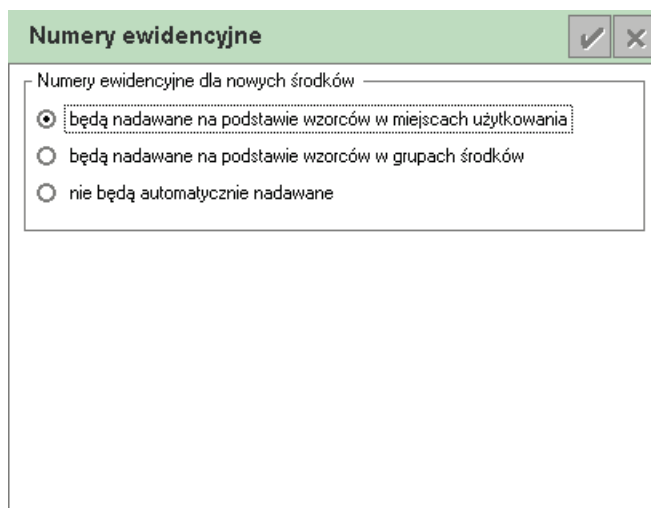 Numery ewidencyjne
Numery ewidencyjne dla nowych środków
będą nadawane na podstawie wzorców w miejscach użytkowania
będą nadawane na podstawie wzorców w grupach środków
nie będą automatycznie nadawane